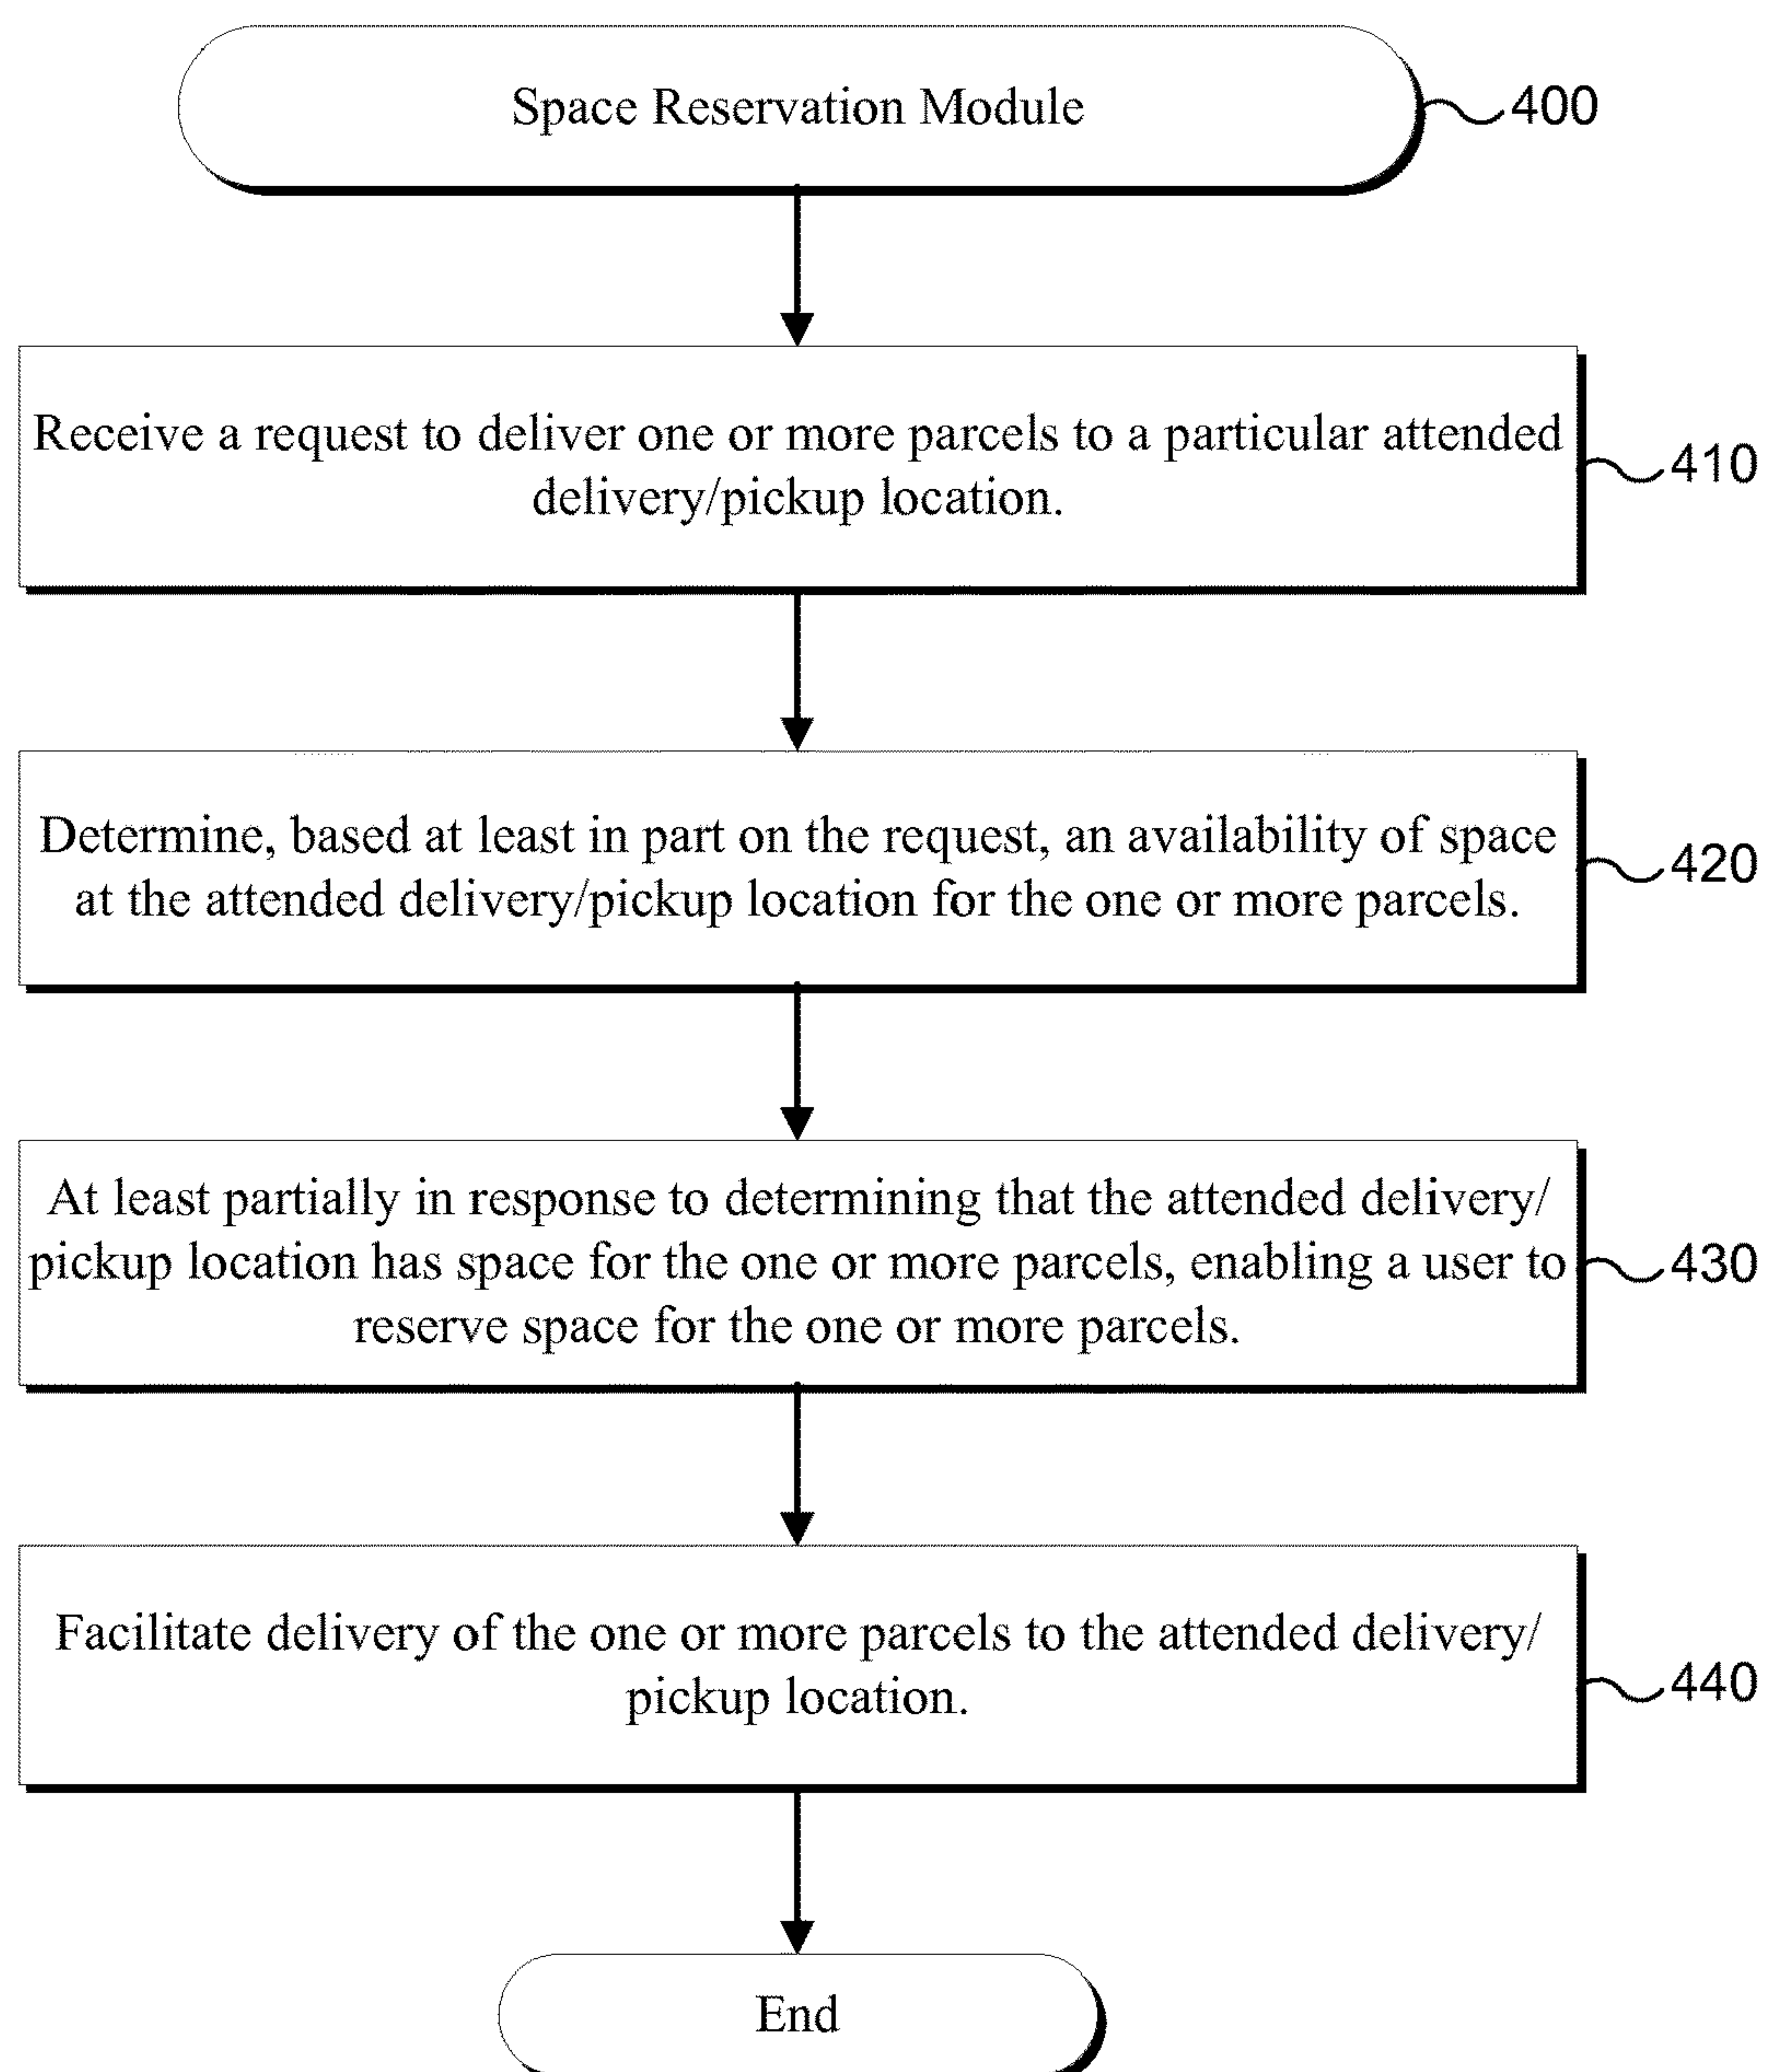 Space Reservation Module
400
Receive a request to deliver one or more parcels to a particular attended
delivery/pickup location.
410
Determine, based at least in part on the request, an availability of space
at the attended delivery/pickup location for the one or more parcels.
420
At least partially in response to determining that the attended delivery/
pickup location has space for the one or more parcels, enabling a user to
reserve space for the one or more parcels.
430
Facilitate delivery of the one or more parcels to the attended delivery/
pickup location.
440
End